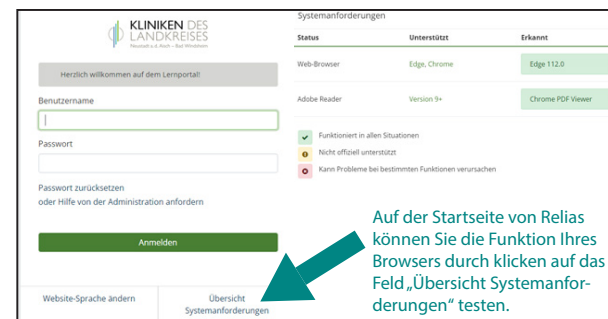 KLINIKEN DES
LANDKREISES
Neustadt a.d. Aisch – Bad Windsheim
Herzlich willkommen auf dem Lernportal!
Benutzername
Passwort
Passwort zurücksetzen
oder Hilfe von der Administration anfordern
Anmelden
Website-Sprache ändern
Übersicht
Systemanforderungen
Systemanforderungen
Status Unterstützt Erkannt
Web-Browser Edge, Chrome Edge 112.0
Adobe Reader Version 9+ Chrome PDF Viewer
Funktioniert in allen Situationen
Nicht offiziell unterstützt
Kann Probleme bei bestimmten Funktionen verursachen
Auf der Startseite von Relias
können Sie die Funktion Ihres
Browsers durch klicken auf das
Feld „Übersicht Systemanfor-
derungen“ testen.